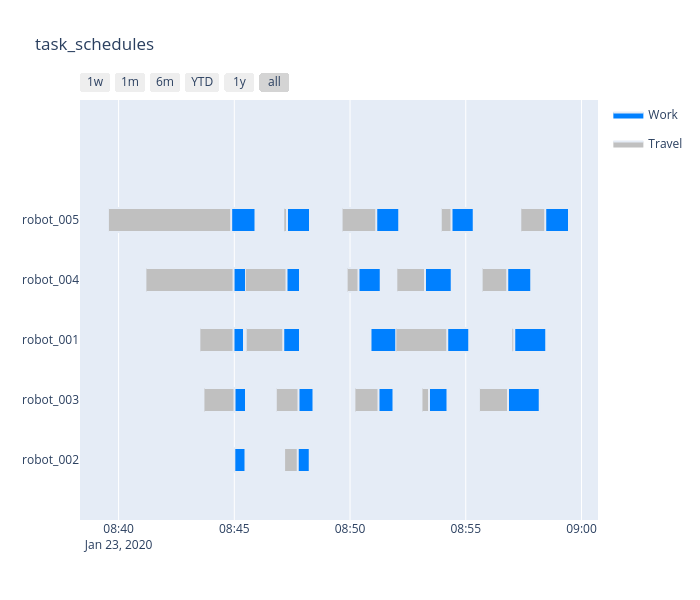 task_schedules
1w 1m 6m YTD 1y all
Work
Travel
robot_005
robot_004
robot_001
robot_003
robot_002
08:40 08:45 08:50 08:55 09:00
Jan 23, 2020